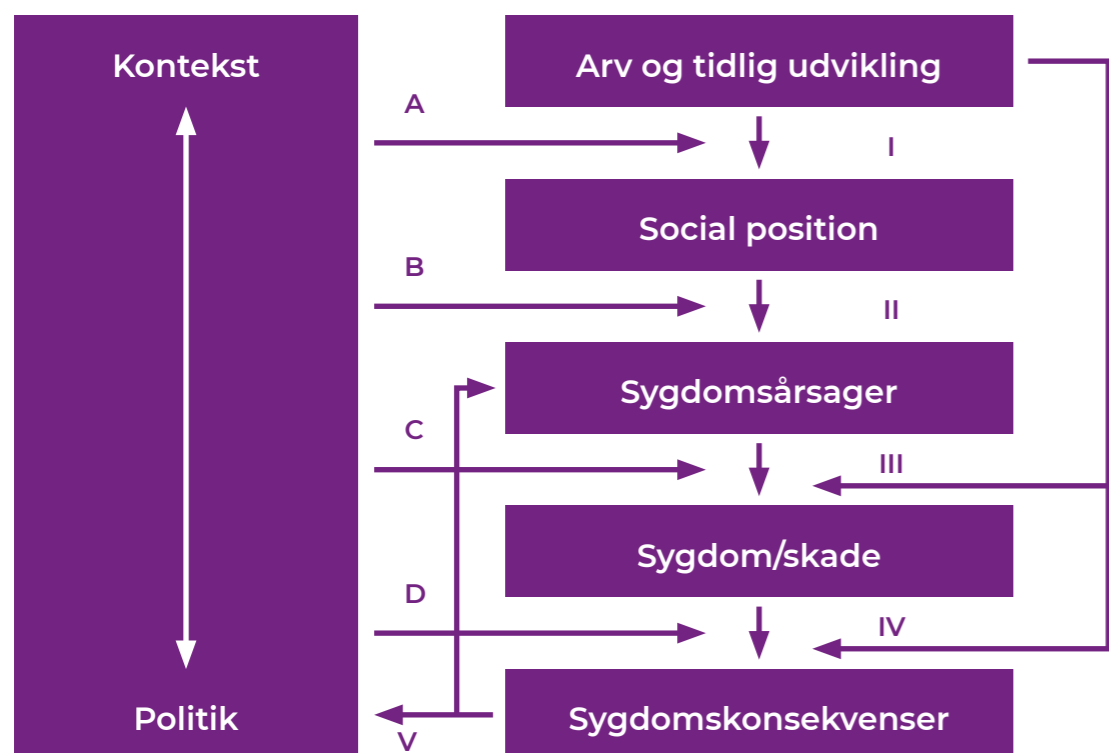 Kontekst
Arv og tidlig udvikling
A
I
Social position
B
II
Sygdomsårsager
C
III
Sygdom/skade
D
IV
Politik
V
Sygdomskonsekvenser